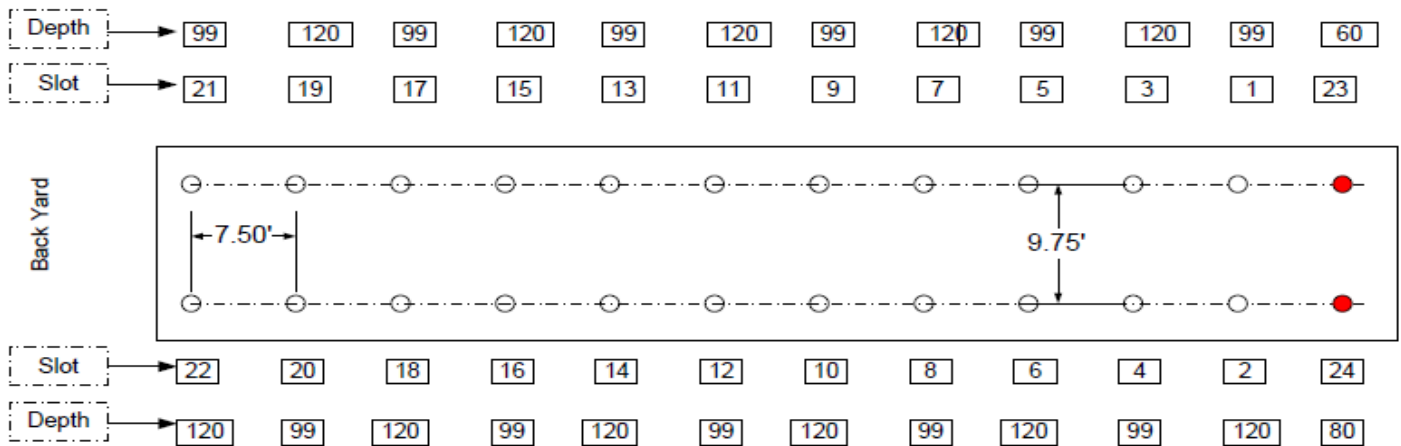 Depth 99 120 99 120 99 120 99 120 99 120 99 60
Slot 21 19 17 15 13 11 9 7 5 3 1 23
Back Yard
7.50'
9.75'
Slot 22 20 18 16 14 12 10 8 6 4 2 24
Depth 120 99 120 99 120 99 120 99 120 99 120 80